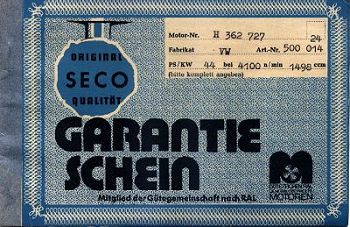 ORIGINAL
SECO
QUALITÄT
Motor-Nr. H 362 727 24
Fabrikat VW Art.-Nr. 500 014
PS/KW 44 bei 4100 n/min 1498 ccm
(bitte komplett angeben)
GARANTIE
SCHEIN
Mitglied der Gütegemeinschaft nach RAL
MOTOREN